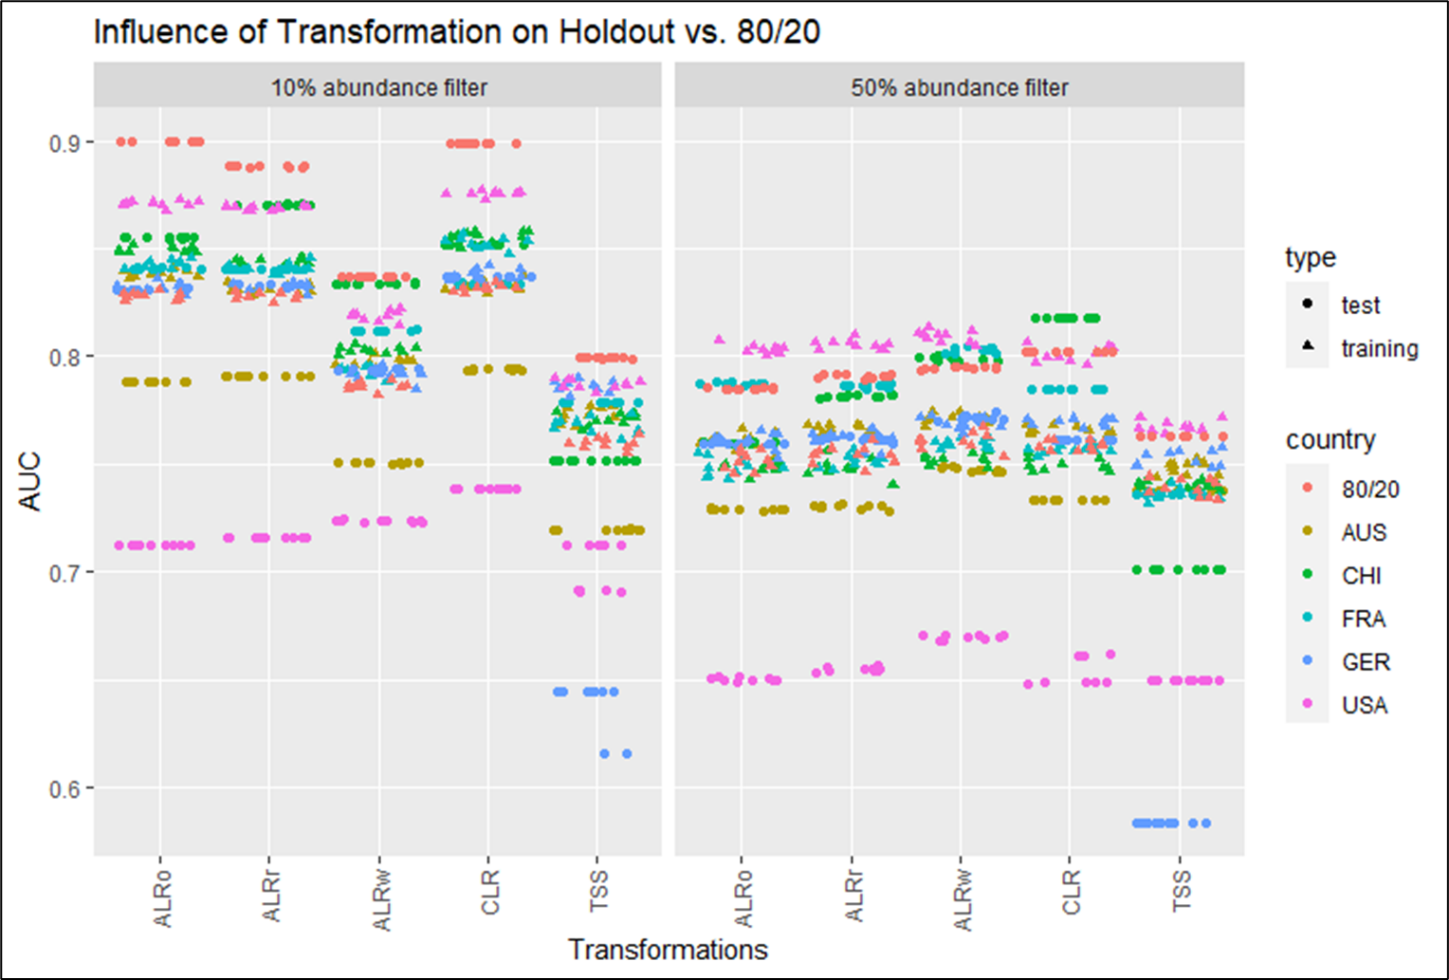 Influence of Transformation on Holdout vs. 80/20
10% abundance filter
50% abundance filter
0.9
0.8
0.7
0.6
AUC
ALRo
ALRr
ALRw
CLR
TSS
ALRo
ALRr
ALRw
CLR
TSS
Transformations
type
test
training
country
80/20
AUS
CHI
FRA
GER
USA